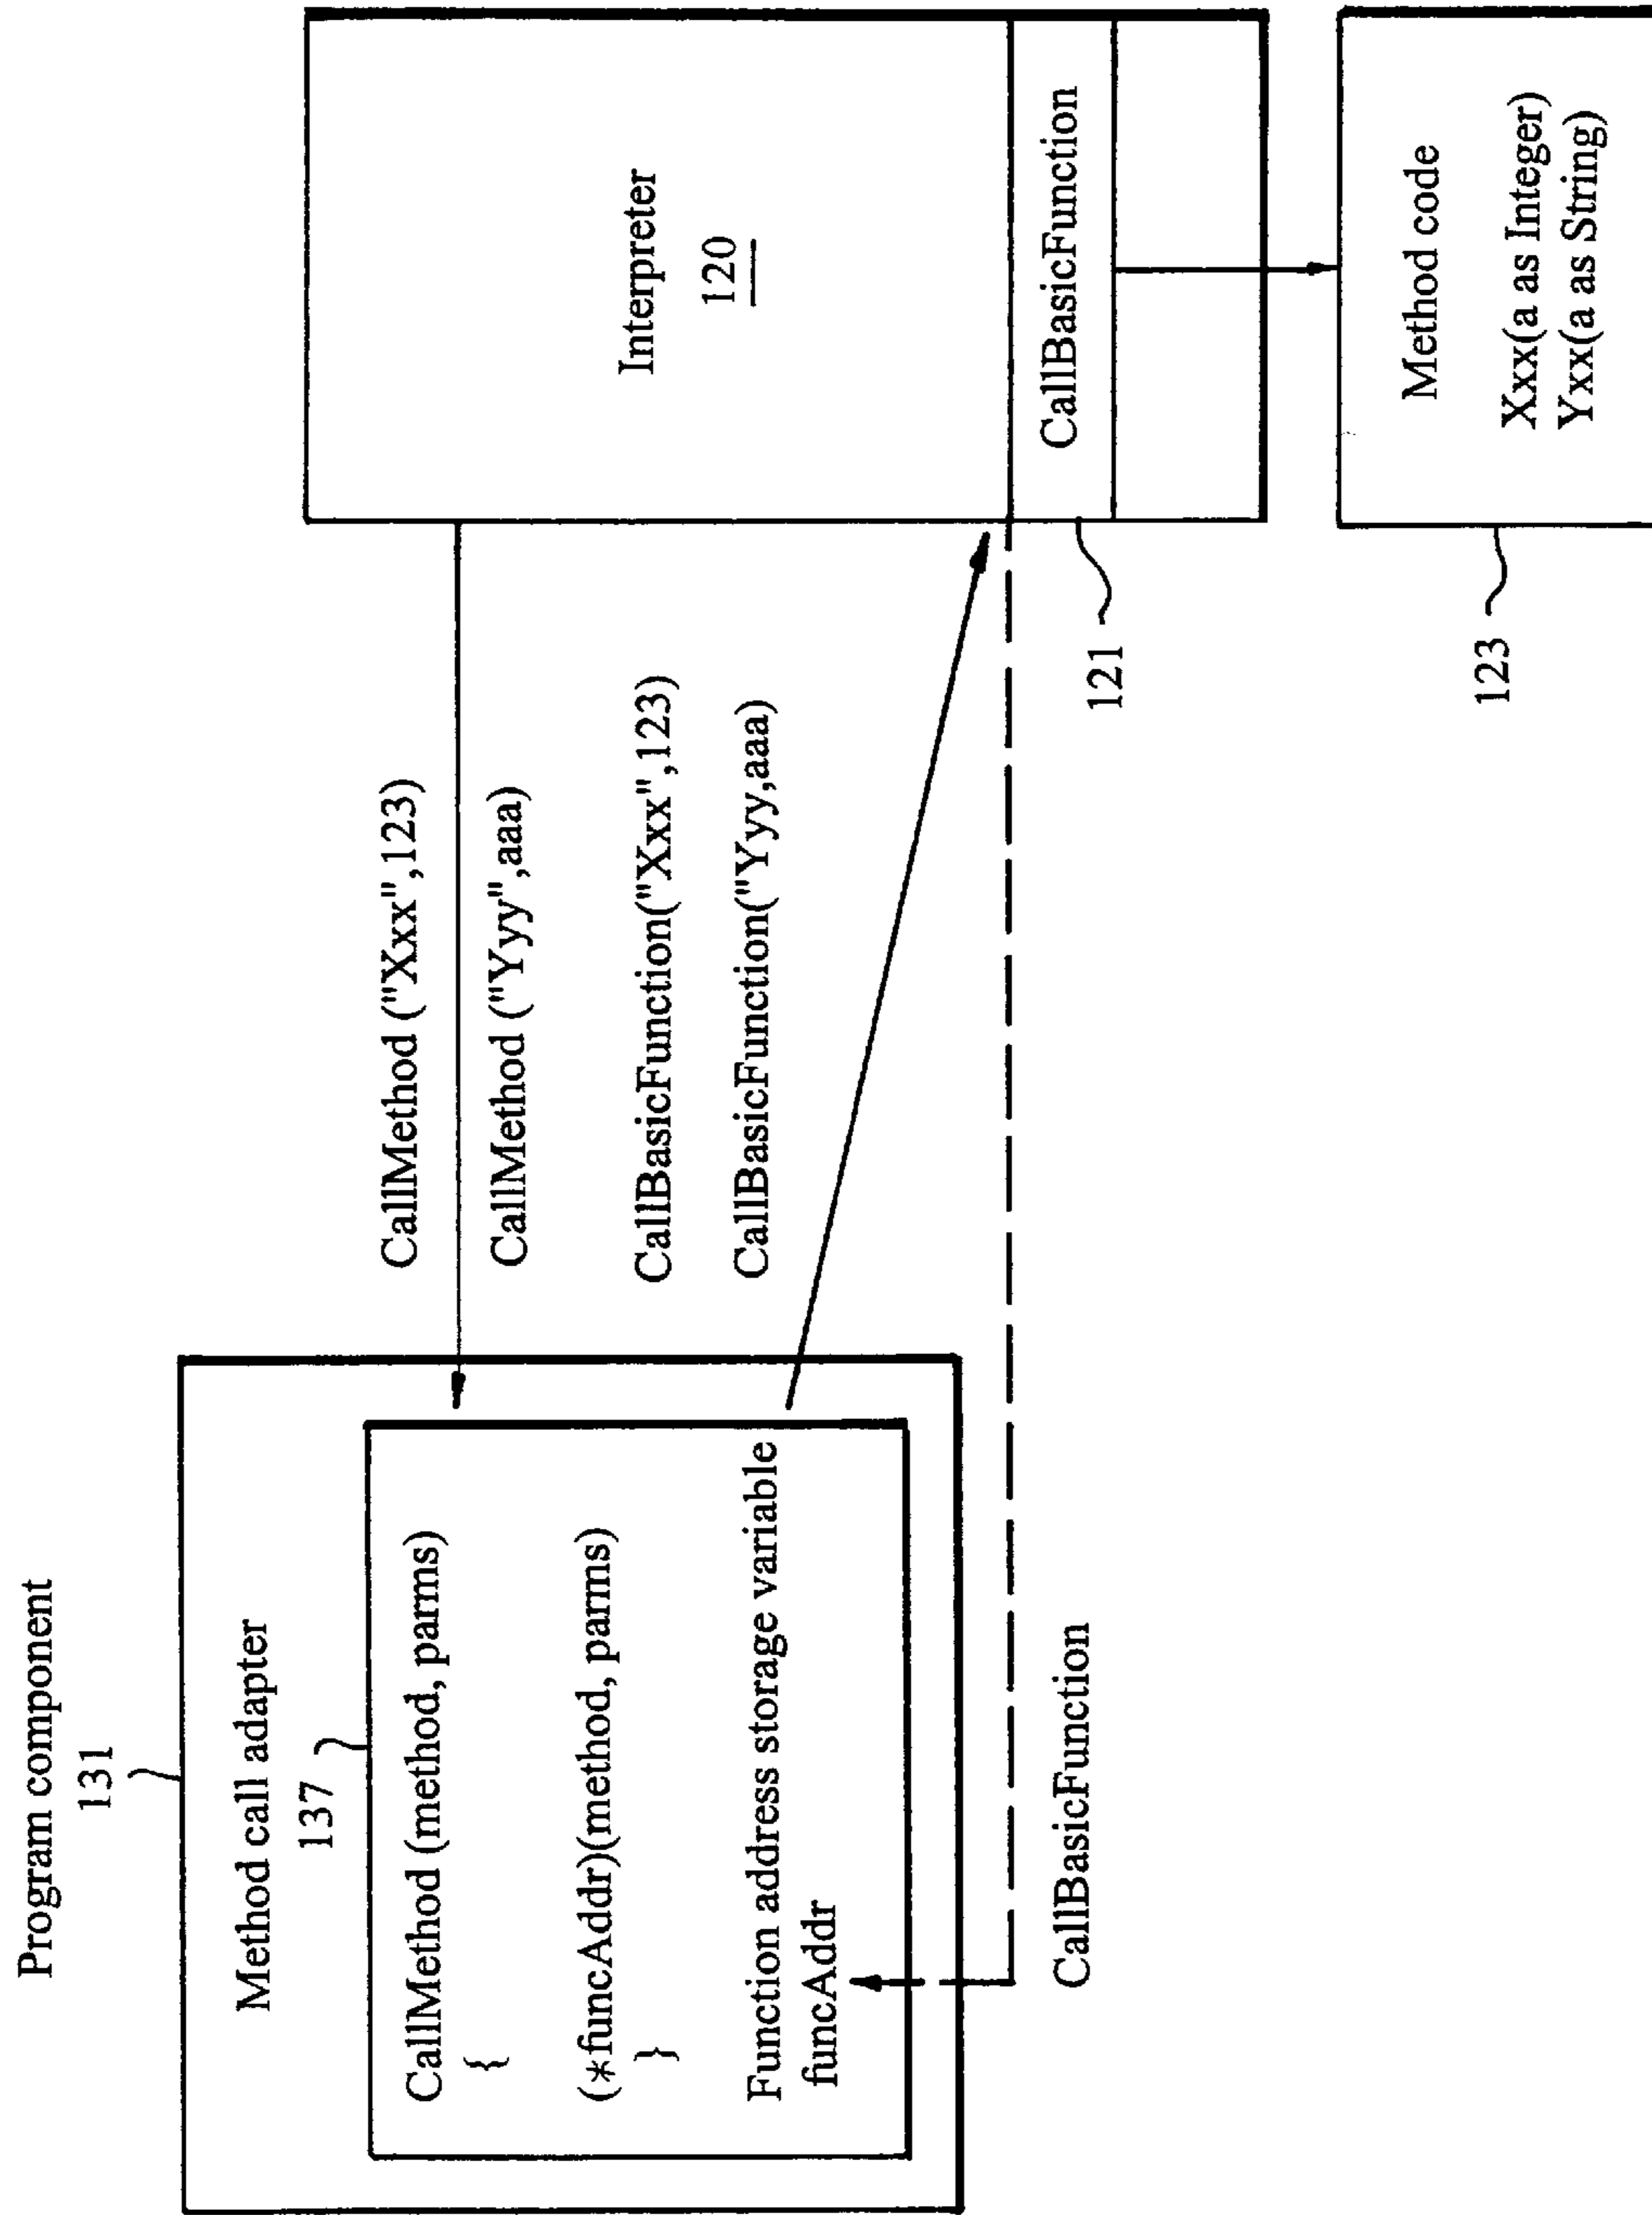 Program component
131
Method call adapter
137
CallMethod (method, parms)
{
(*funcAddr)(method, parms)
}
Function address storage variable
funcAddr
CallBasicFunction
CallMethod ("Xxx",123)
CallMethod ("Yyy",aaa)
CallBasicFunction("Xxx",123)
CallBasicFunction("Yyy,aaa)
Interpreter
120
CallBasicFunction
121
123
Method code
Xxx(a as Integer)
Yxx(a as String)